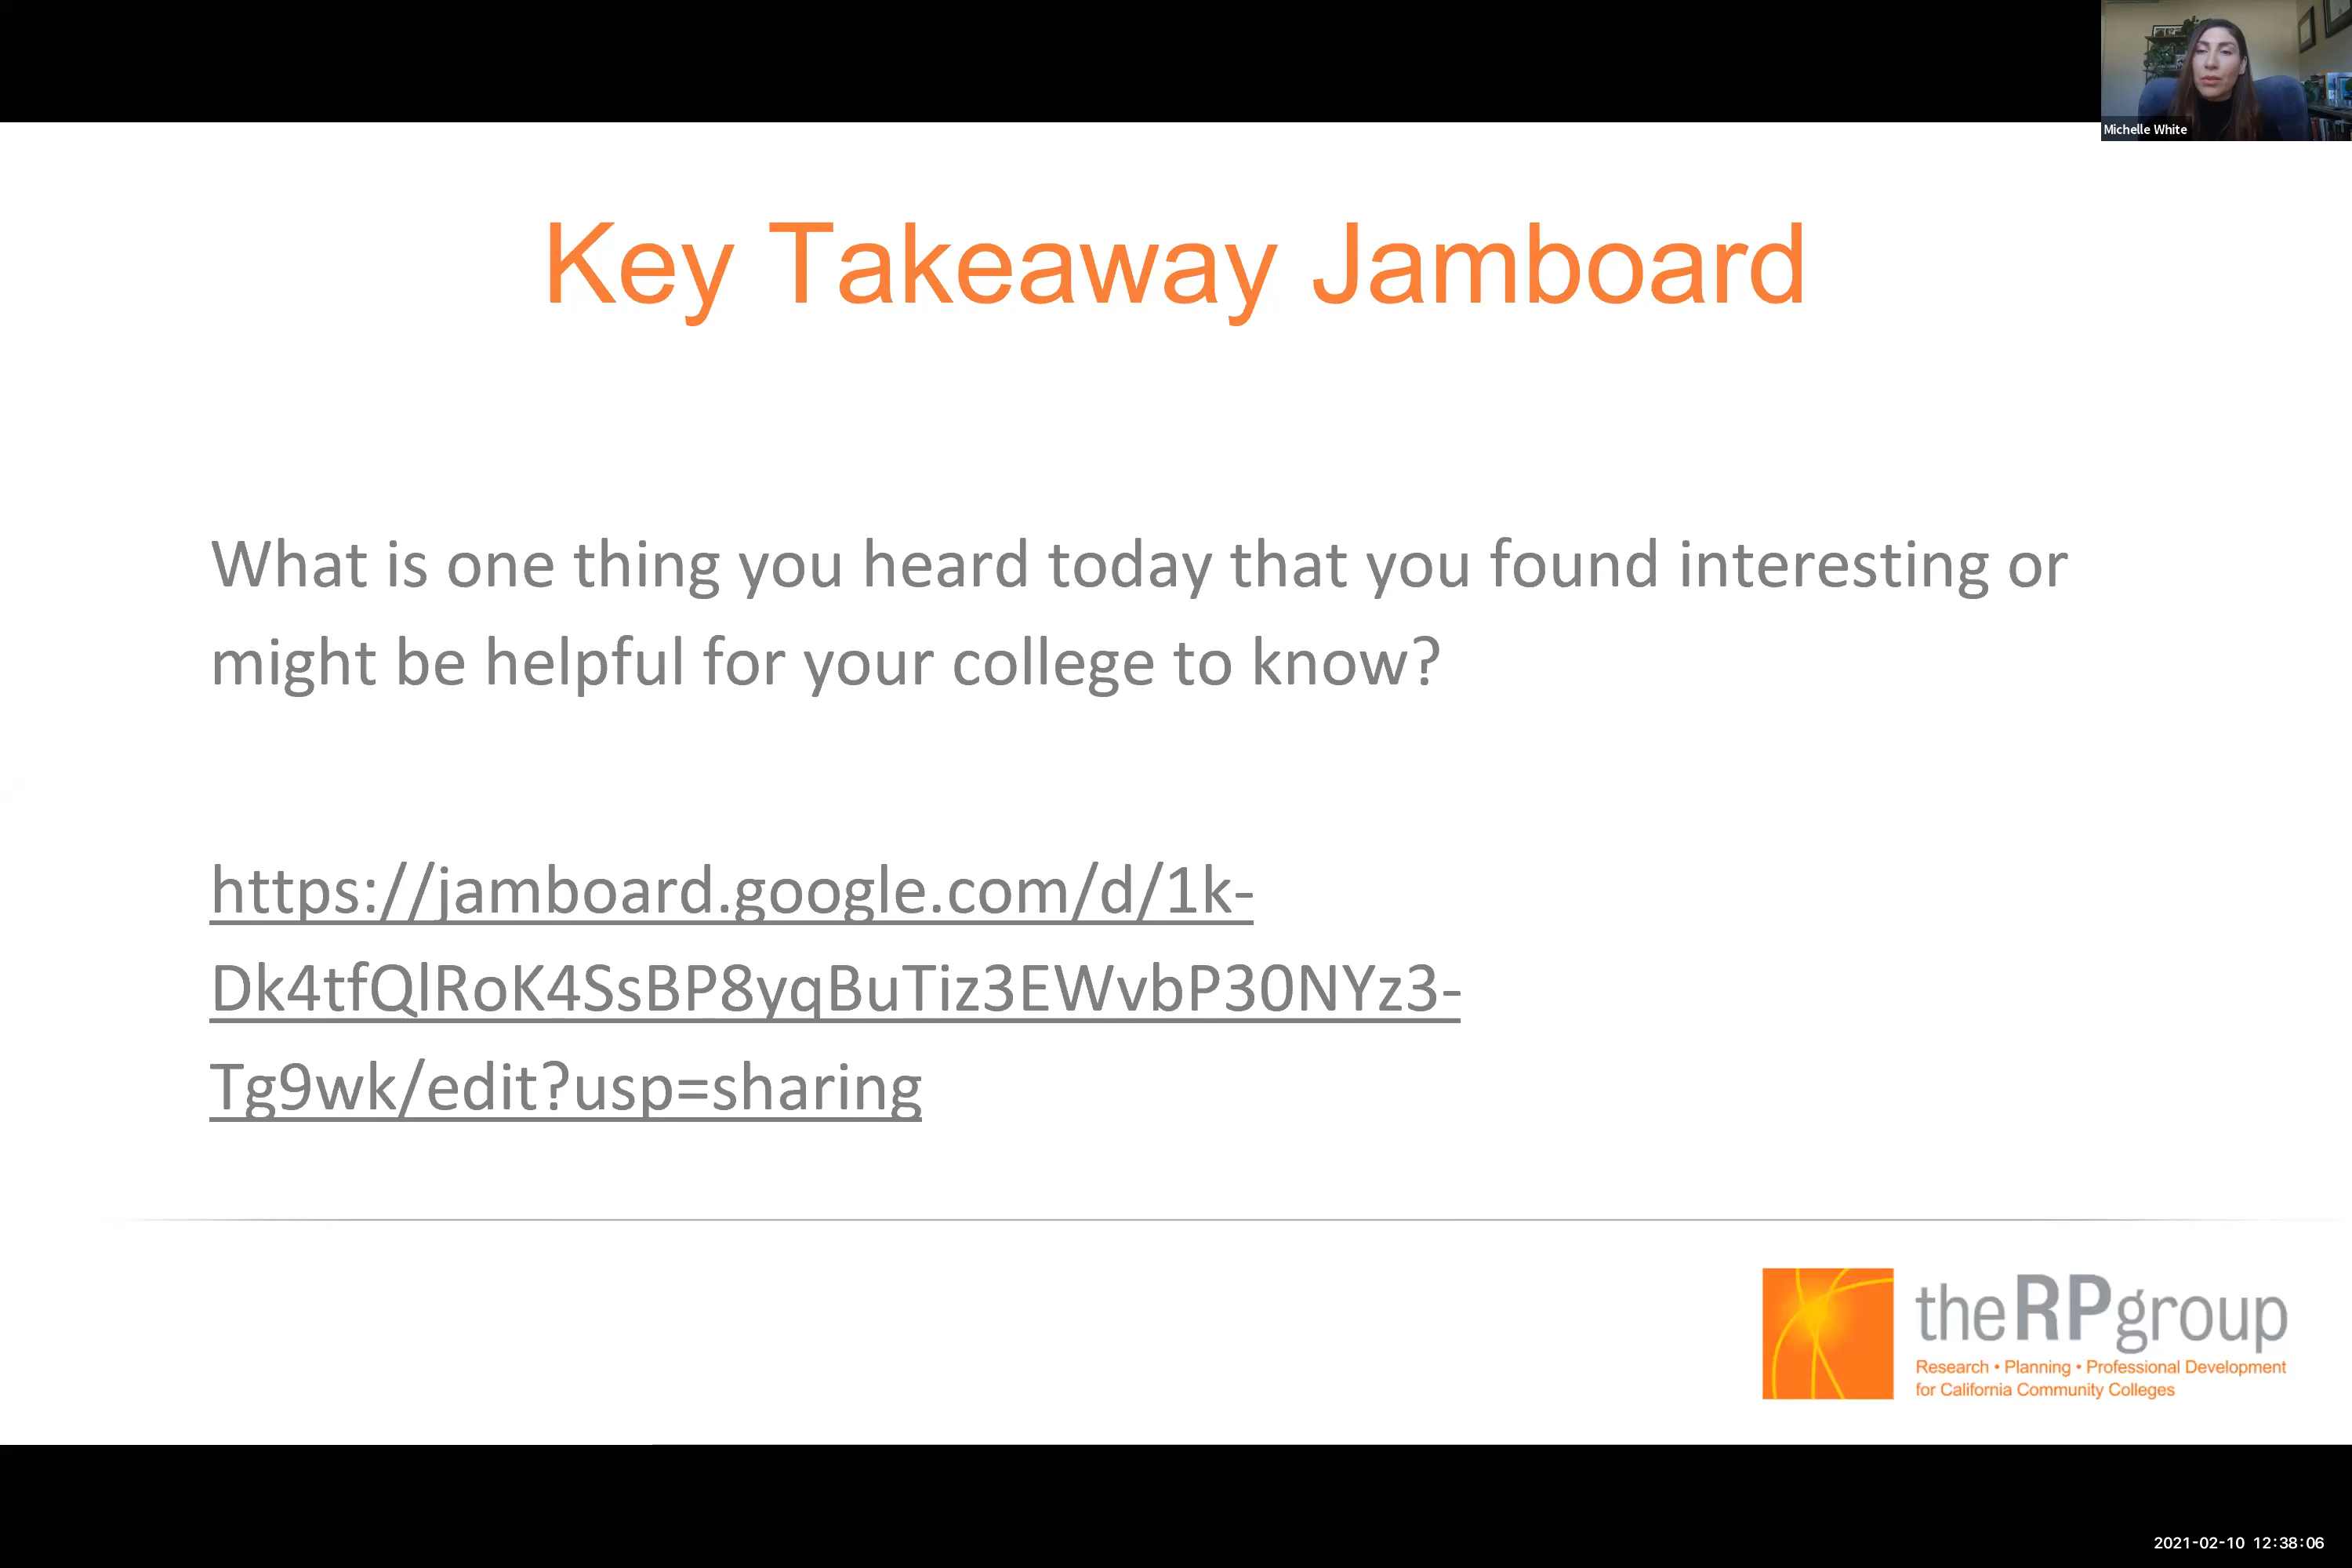 Michelle White
Key Takeaway Jamboard
What is one thing you heard today that you found interesting or
might be helpful for your college to know?
https://jamboard.google.com/d/1k-
Dk4tfQlRoK4SsBP8yqBuTiz3EWvbP30NYz3-
Tg9wk/edit?usp=sharing
theRPgroup
Research • Planning • Professional Development
for California Community Colleges
2021-02-10 12:38:06